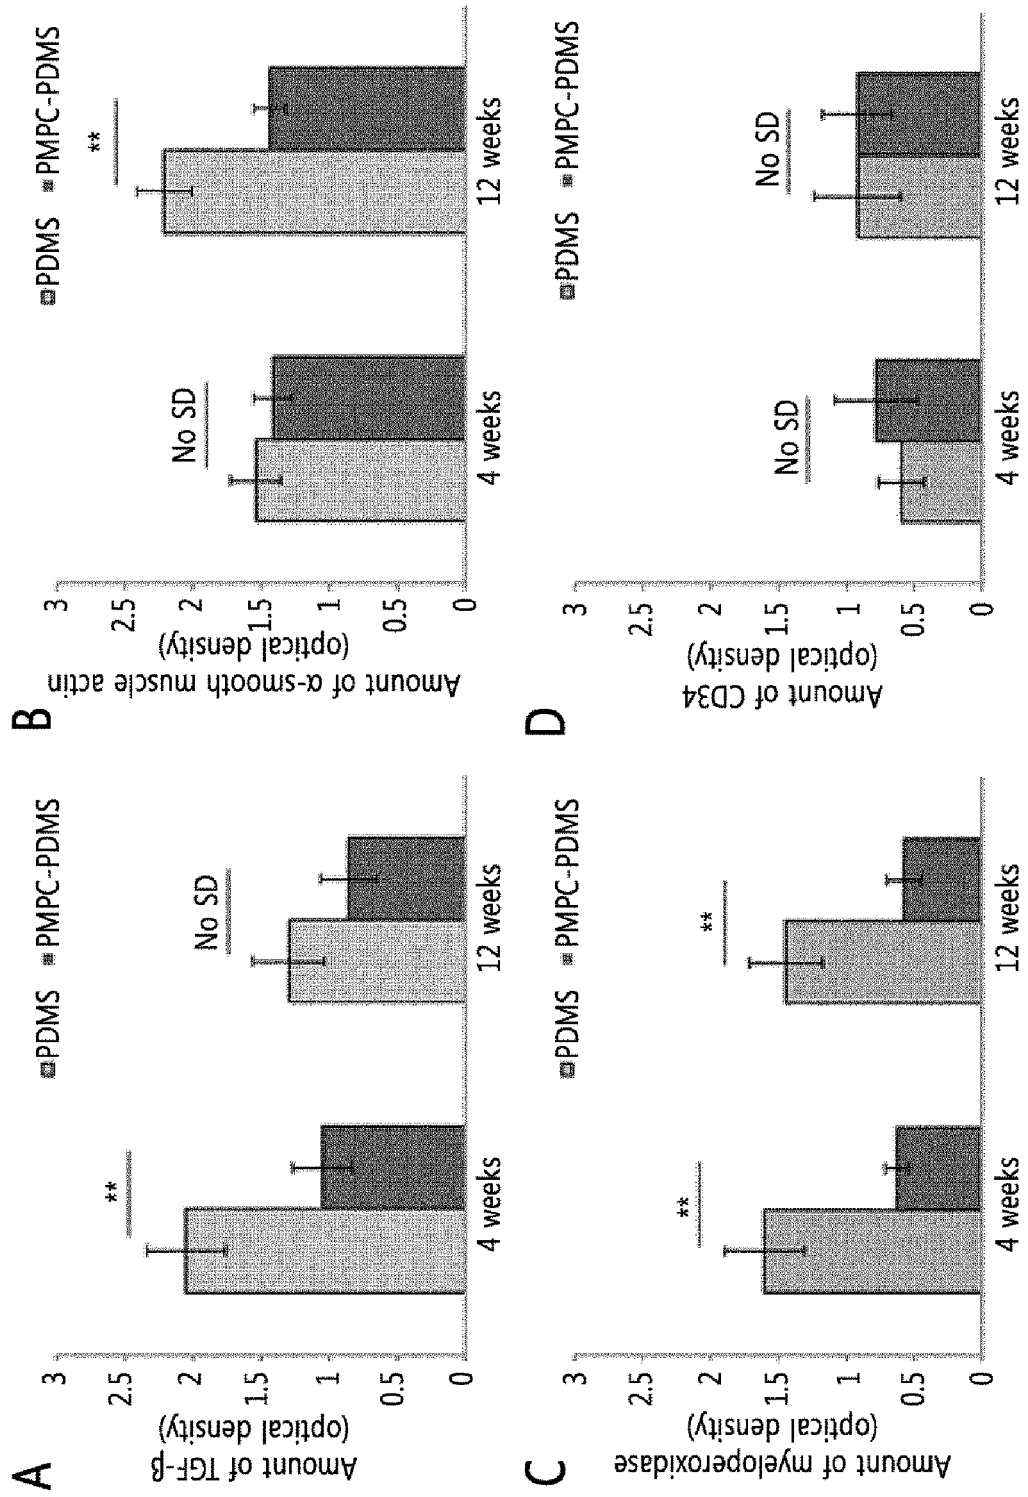 A
PDMS PMPC-PDMS
Amount of TGF-β
(optical density)
3
2.5
2
1.5
1
0.5
0
**
No SD
4 weeks 12 weeks
B
PDMS PMPC-PDMS
Amount of α-smooth muscle actin
(optical density)
3
2.5
2
1.5
1
0.5
0
No SD
**
4 weeks 12 weeks
C
PDMS PMPC-PDMS
Amount of myeloperoxidase
(optical density)
3
2.5
2
1.5
1
0.5
0
**
**
4 weeks 12 weeks
D
PDMS PMPC-PDMS
Amount of CD34
(optical density)
3
2.5
2
1.5
1
0.5
0
No SD
No SD
4 weeks 12 weeks